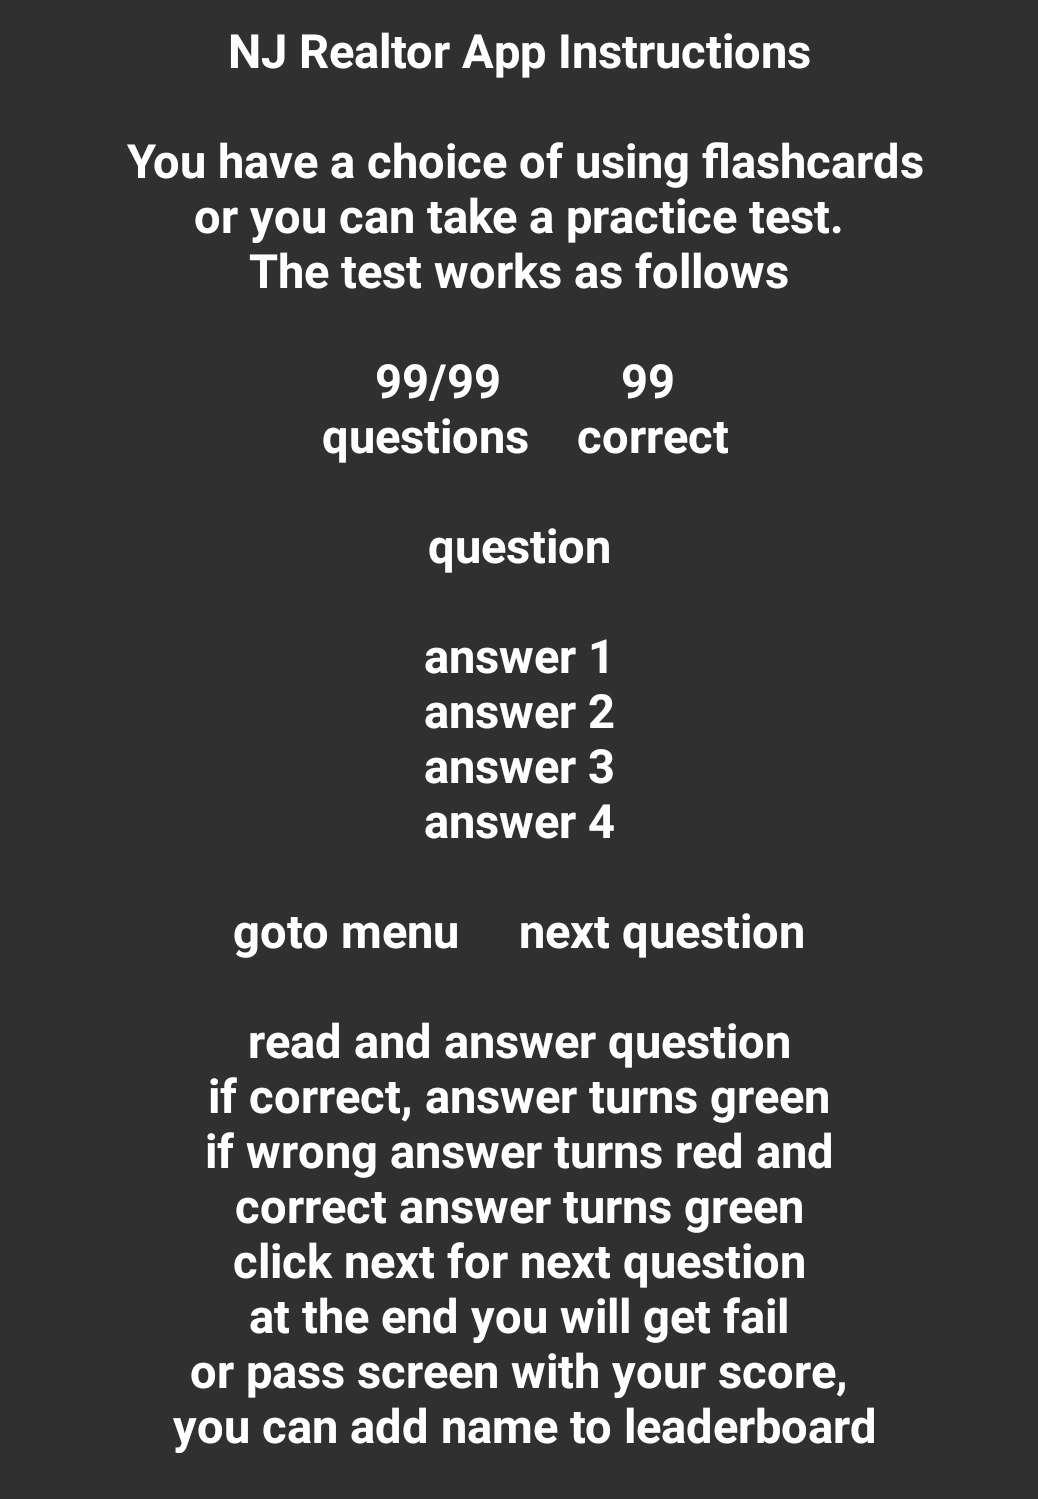 NJ Realtor App Instructions
You have a choice of using flashcards
or you can take a practice test.
The test works as follows
99/99 99
questions correct
question
answer 1
answer 2
answer 3
answer 4
goto menu next question
read and answer question
if correct, answer turns green
if wrong answer turns red and
correct answer turns green
click next for next question
at the end you will get fail
or pass screen with your score,
you can add name to leaderboard